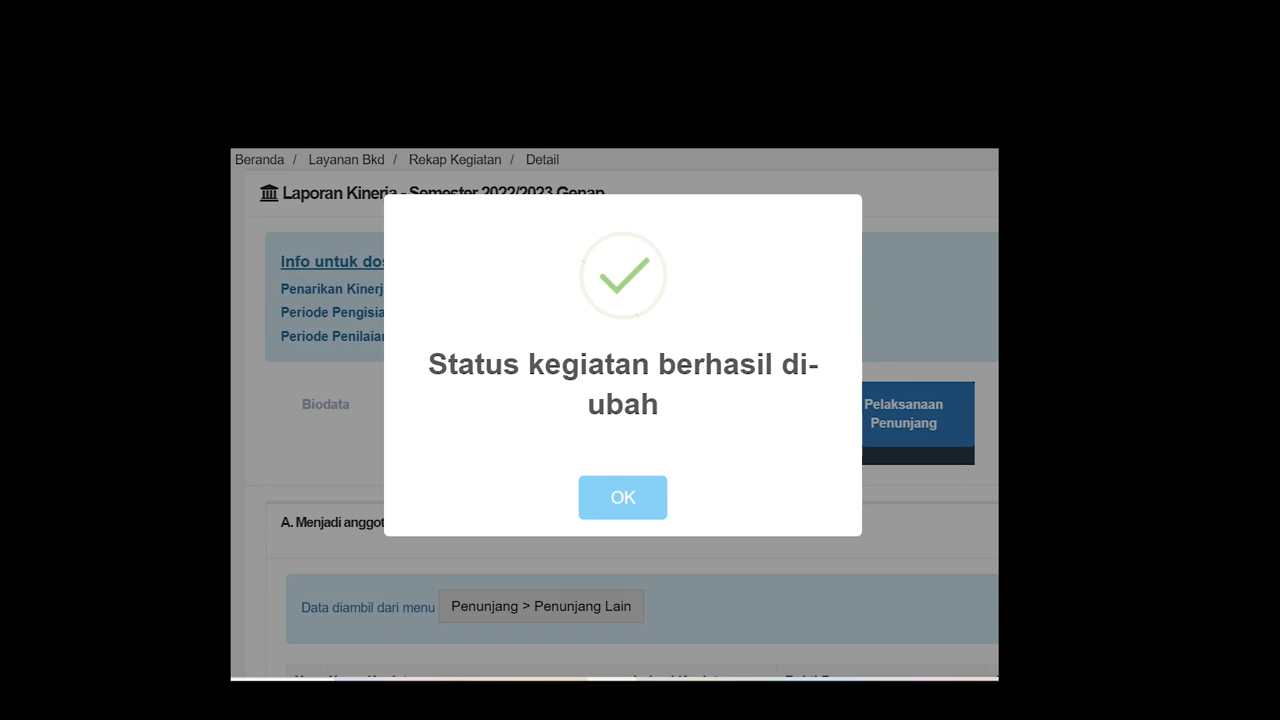 Beranda / Layanan Bkd / Rekap Kegiatan / Detail
Laporan Kinerja - Semester 2022/2023 Genap
Info untuk dos
Penarikan Kinerj
Periode Pengisia
Periode Penilaian
Status kegiatan berhasil di-
ubah
Biodata
Pelaksanaan
Penunjang
OK
A. Menjadi anggot
Data diambil dari menu Penunjang > Penunjang Lain